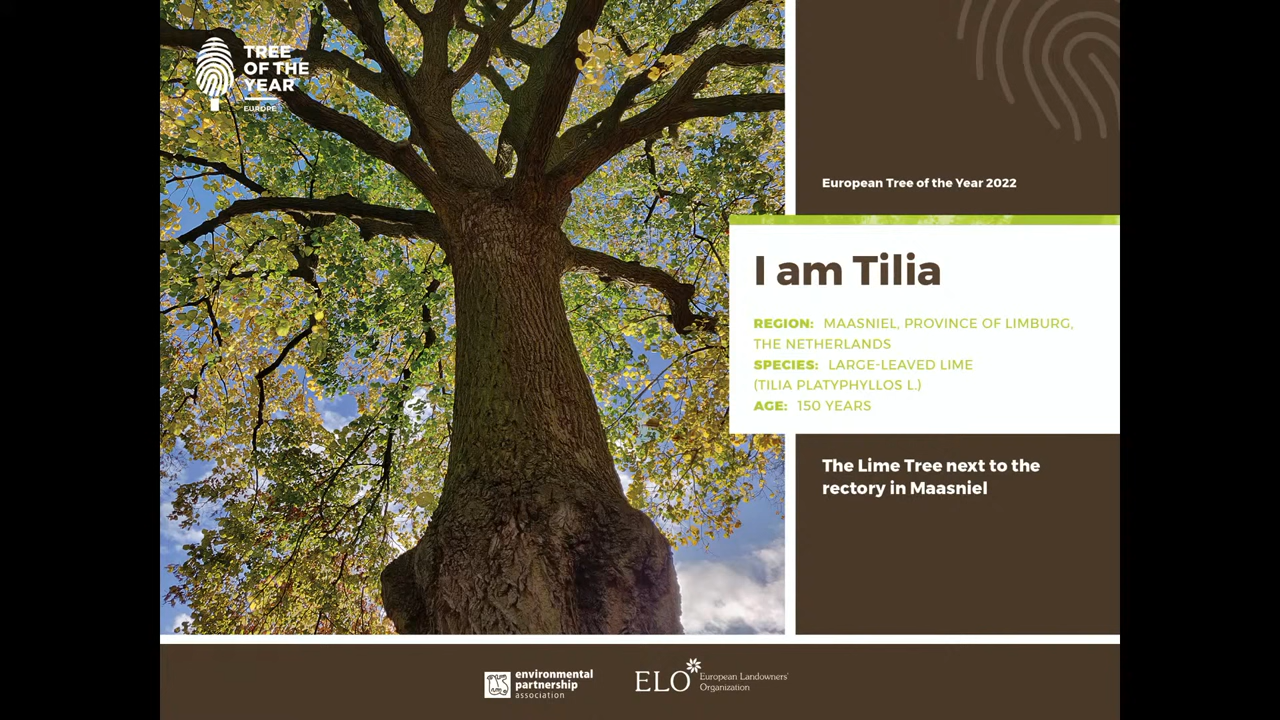 TREE
OF THE
YEAR
EUROPE
European Tree of the Year 2022
I am Tilia
REGION: MAASNIEL, PROVINCE OF LIMBURG,
THE NETHERLANDS
SPECIES: LARGE-LEAVED LIME
(TILIA PLATYPHYLLOS L.)
AGE: 150 YEARS
The Lime Tree next to the
rectory in Maasniel
environmental
partnership
association
ELO European Landowners'
Organization